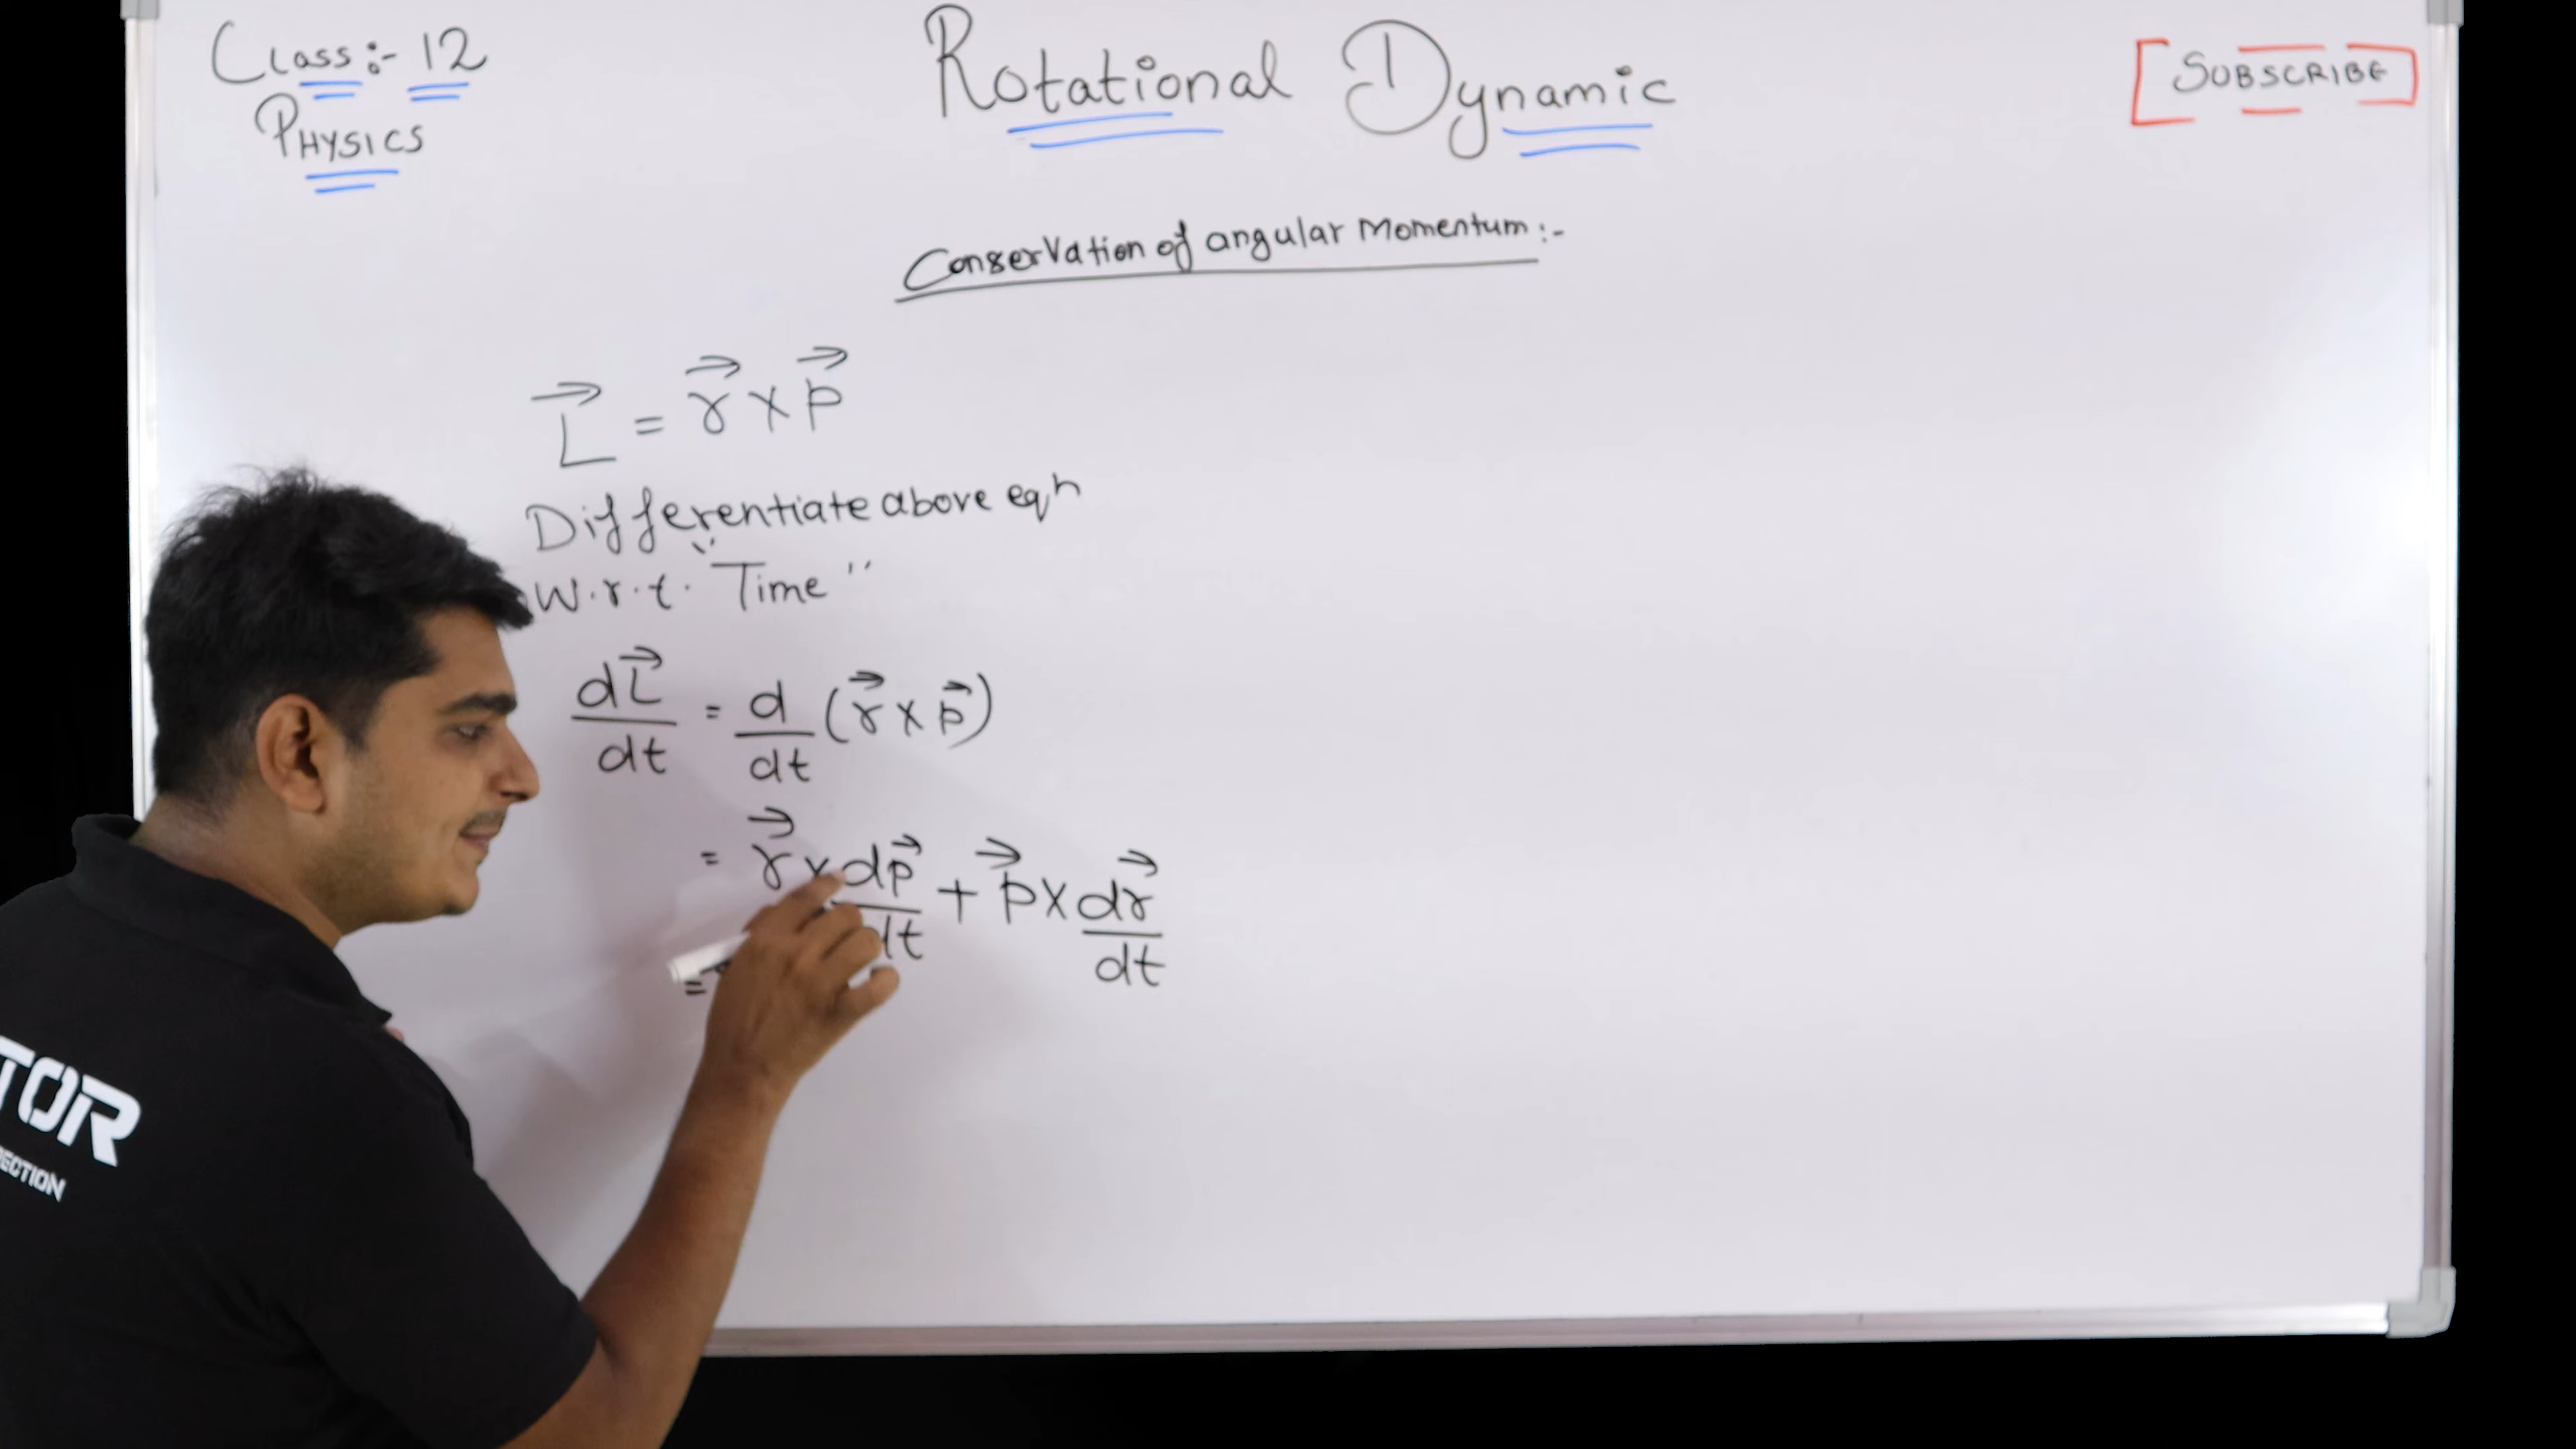 Class:- 12
PHYSICS
Rotational Dynamic
SUBSCRIBE
Conservation of angular Momentum:-
L⃗ = r⃗ × p⃗
Differentiate above eqⁿ
w.r.t. "Time"
dL⃗/dt = d/dt (r⃗ × p⃗)
= r⃗ × dp⃗/dt + p⃗ × dr⃗/dt
=
TOR
ECTION